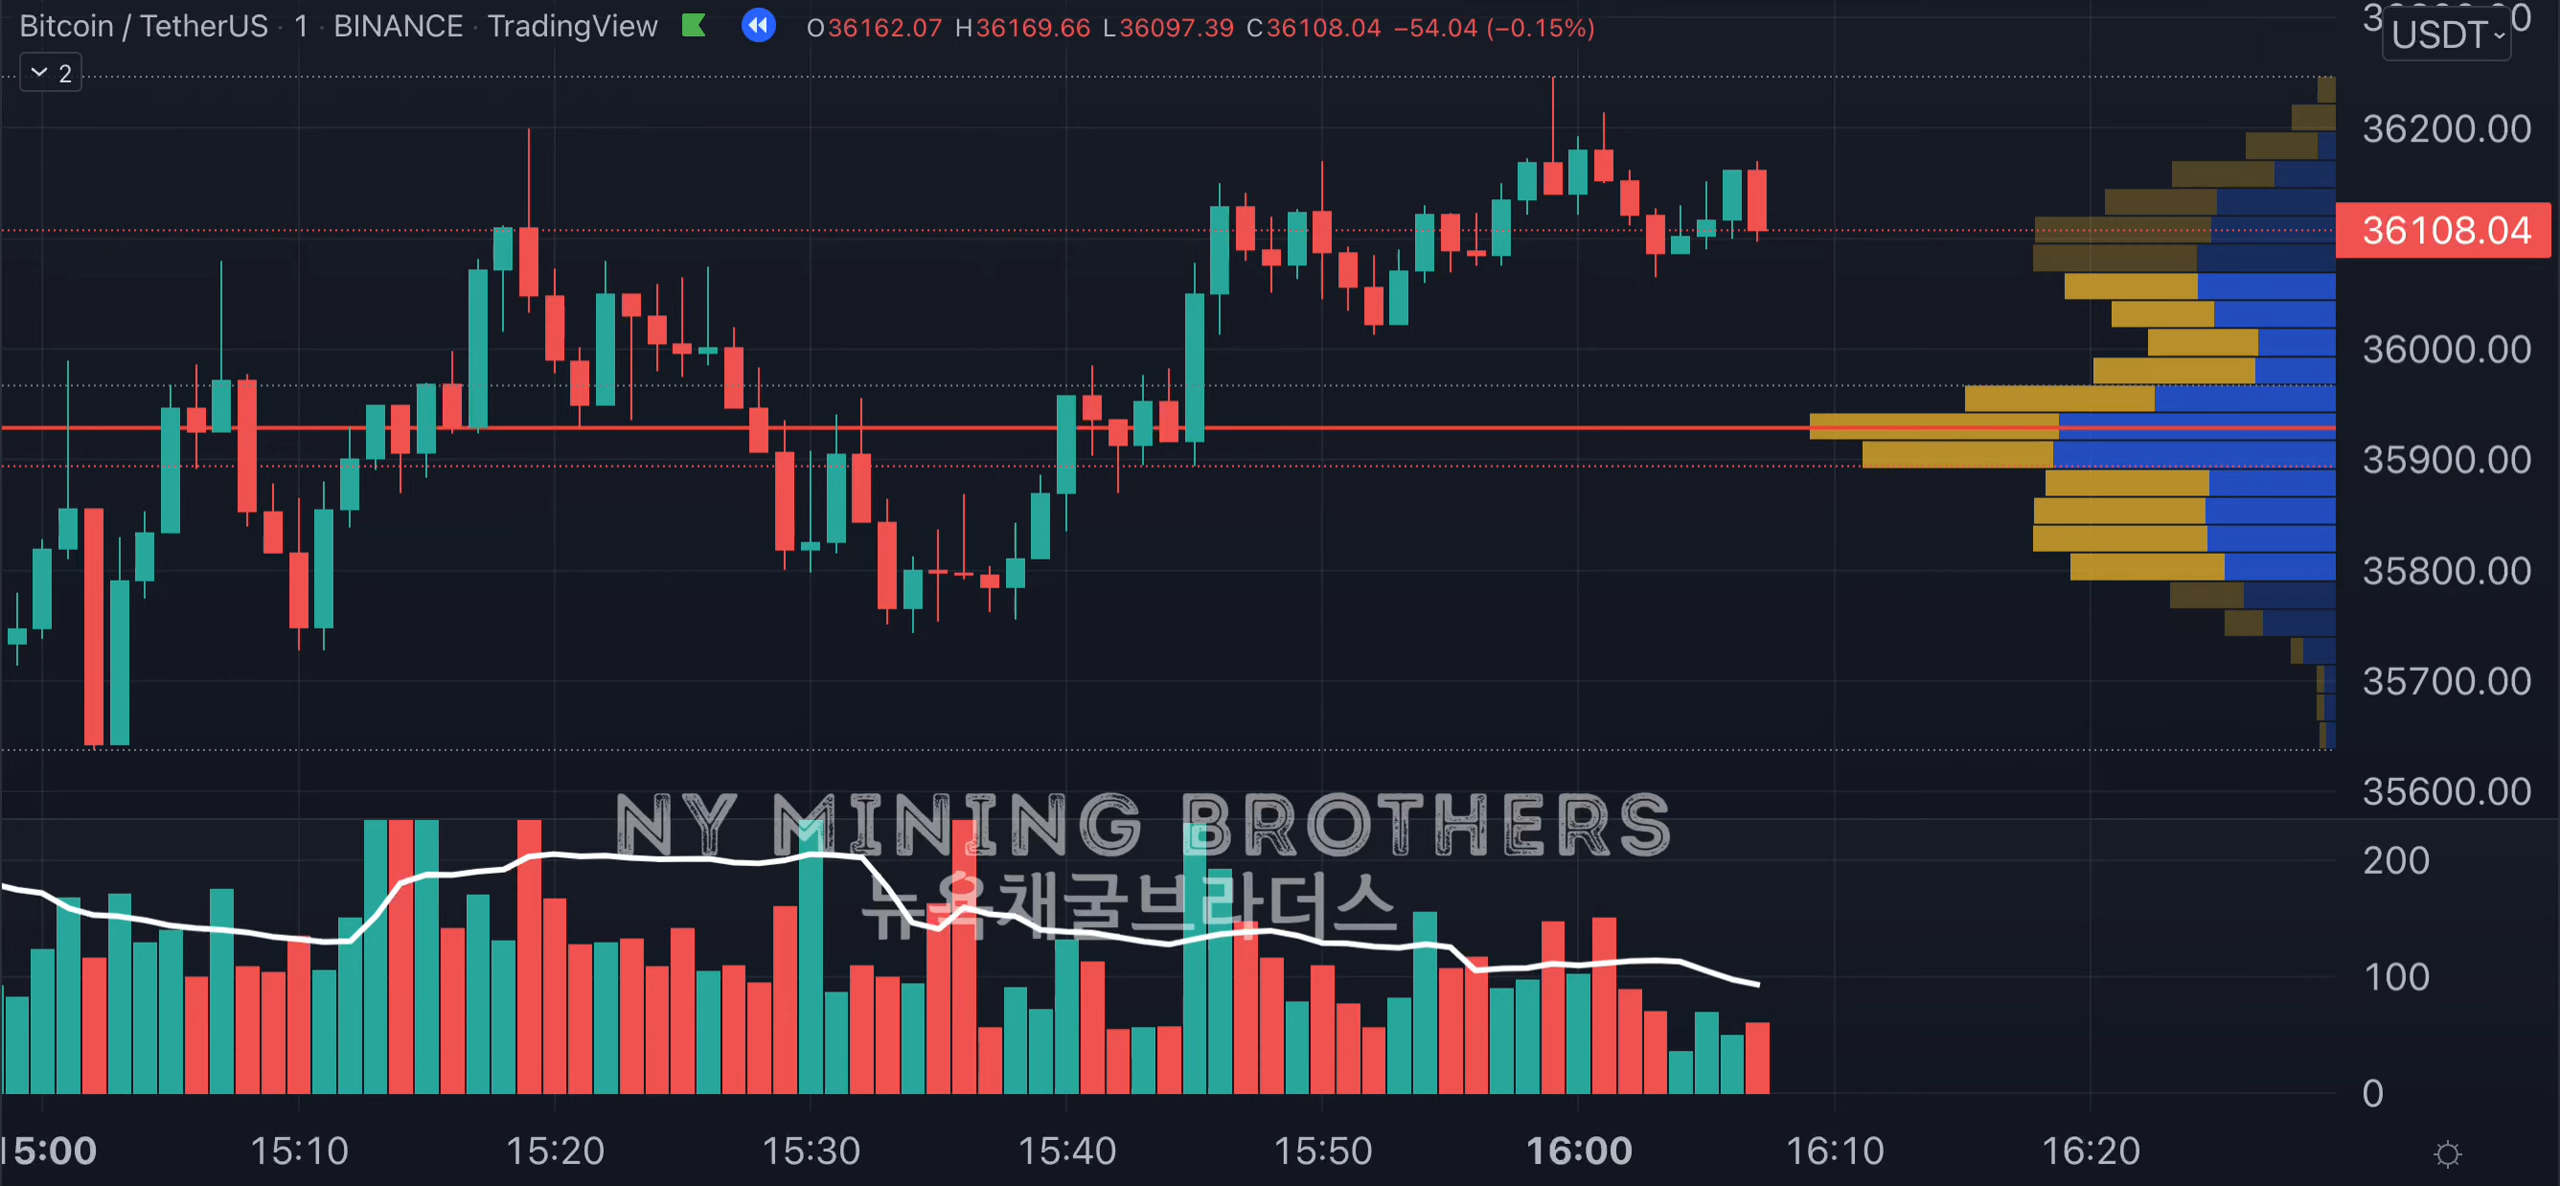 Bitcoin / TetherUS · 1 · BINANCE · TradingView O36162.07 H36169.66 L36097.39 C36108.04 −54.04 (−0.15%)
USDT
2
36200.00
36108.04
36000.00
35900.00
35800.00
35700.00
35600.00
NY MINING BROTHERS
뉴욕채굴브라더스
200
100
0
15:00 15:10 15:20 15:30 15:40 15:50 16:00 16:10 16:20